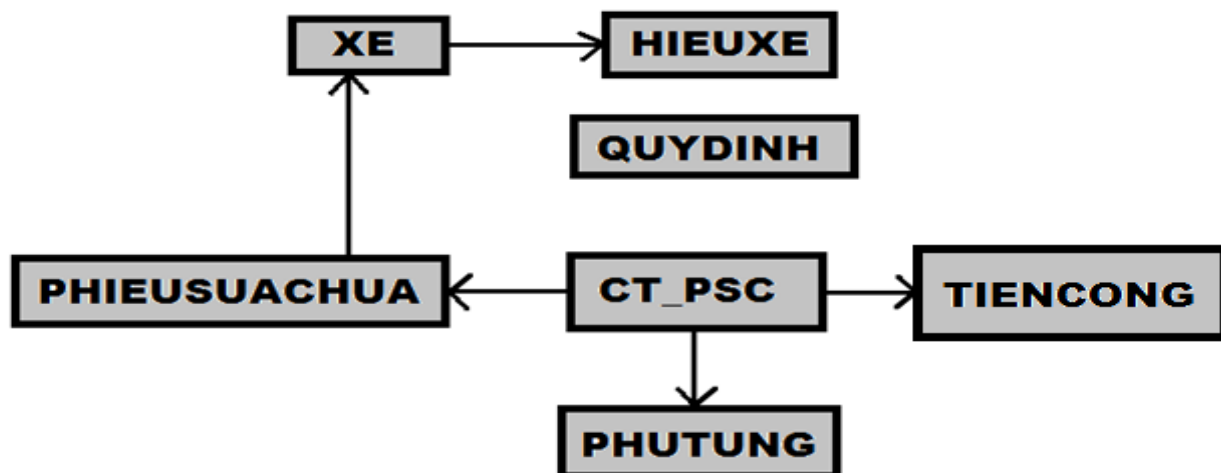 XE
HIEUXE
QUYDINH
PHIEUSUACHUA
CT_PSC
TIENCONG
PHUTUNG